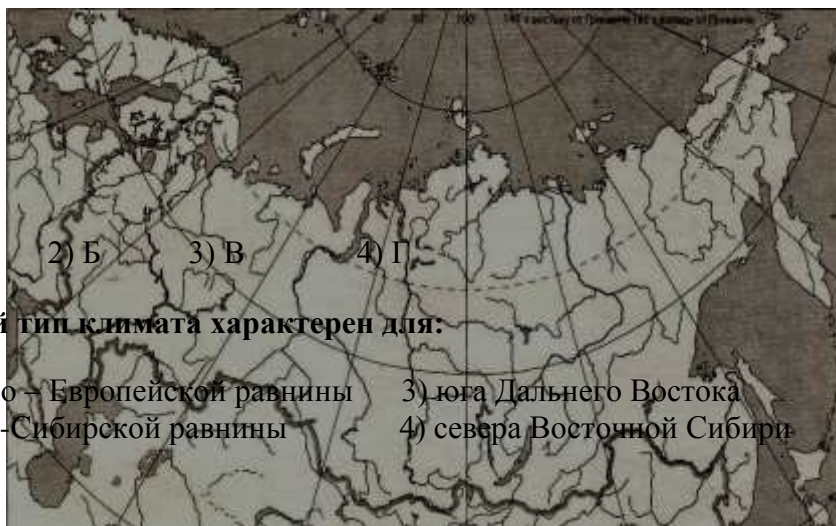 100°
2) Б 3) В 4) Г
й тип климата характерен для:
о – Европейской равнины 3) юга Дальнего Востока
-Сибирской равнины 4) севера Восточной Сибири